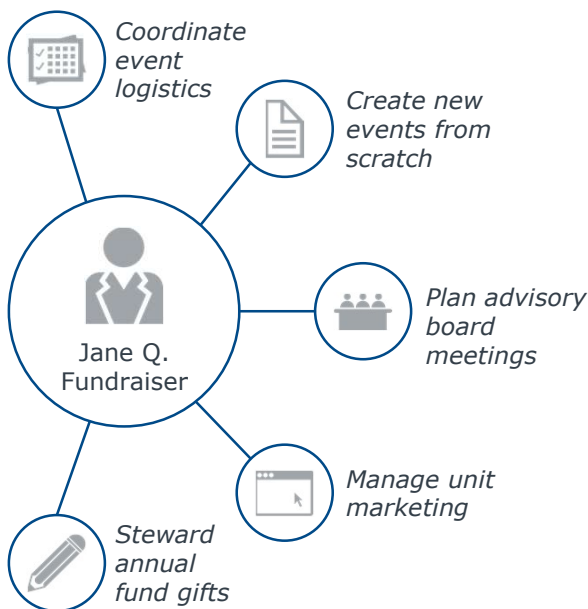 Coordinate
event
logistics
Create new
events from
scratch
Jane Q.
Fundraiser
Plan advisory
board
meetings
Manage unit
marketing
Steward
annual
fund gifts